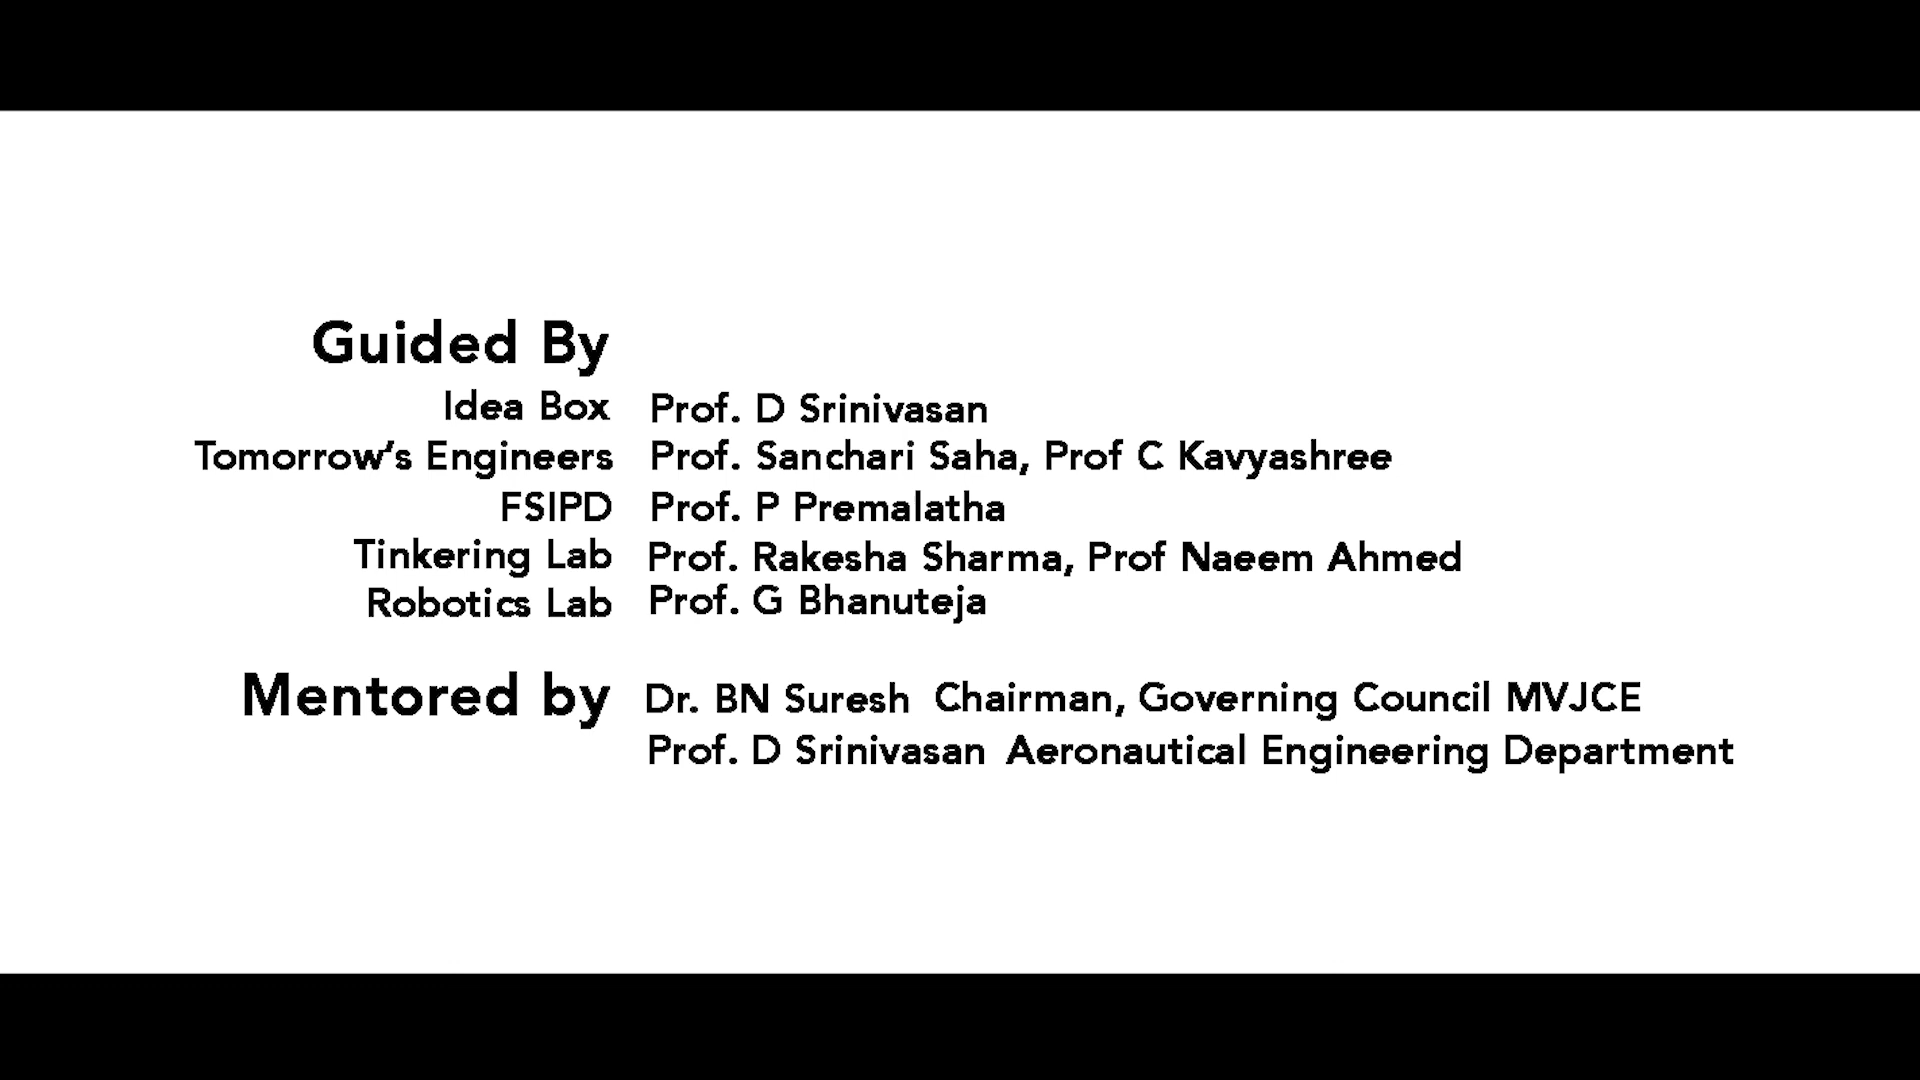 Guided By
Idea Box Prof. D Srinivasan
Tomorrow's Engineers Prof. Sanchari Saha, Prof C Kavyashree
FSIPD Prof. P Premalatha
Tinkering Lab Prof. Rakesha Sharma, Prof Naeem Ahmed
Robotics Lab Prof. G Bhanuteja
Mentored by Dr. BN Suresh Chairman, Governing Council MVJCE
Prof. D Srinivasan Aeronautical Engineering Department